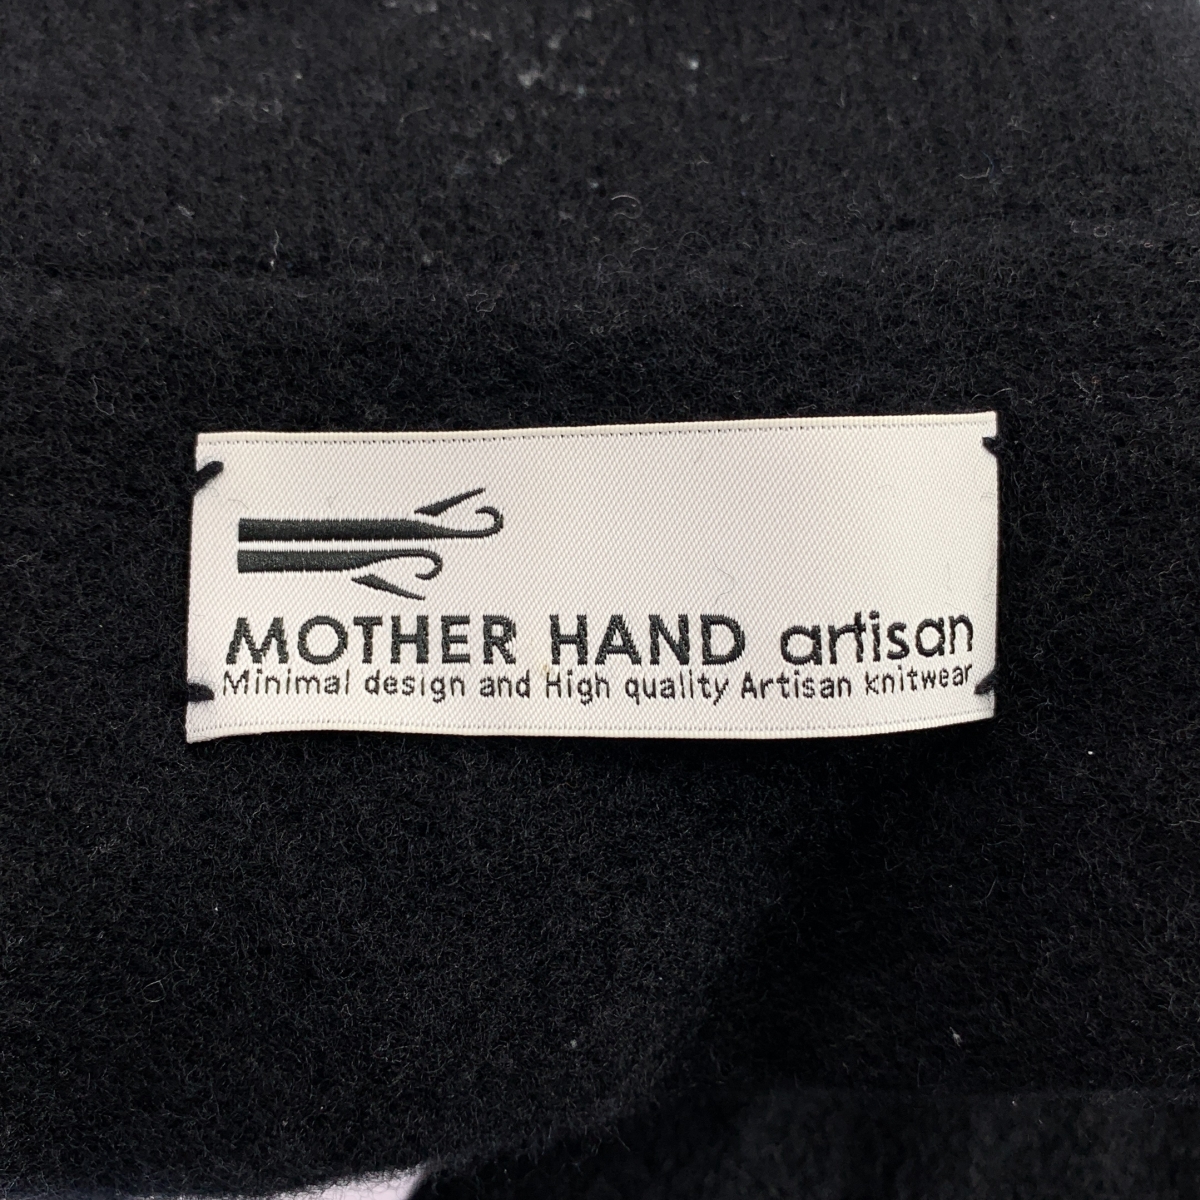 MOTHER HAND artisan
Minimal design and High quality Artisan knitwear